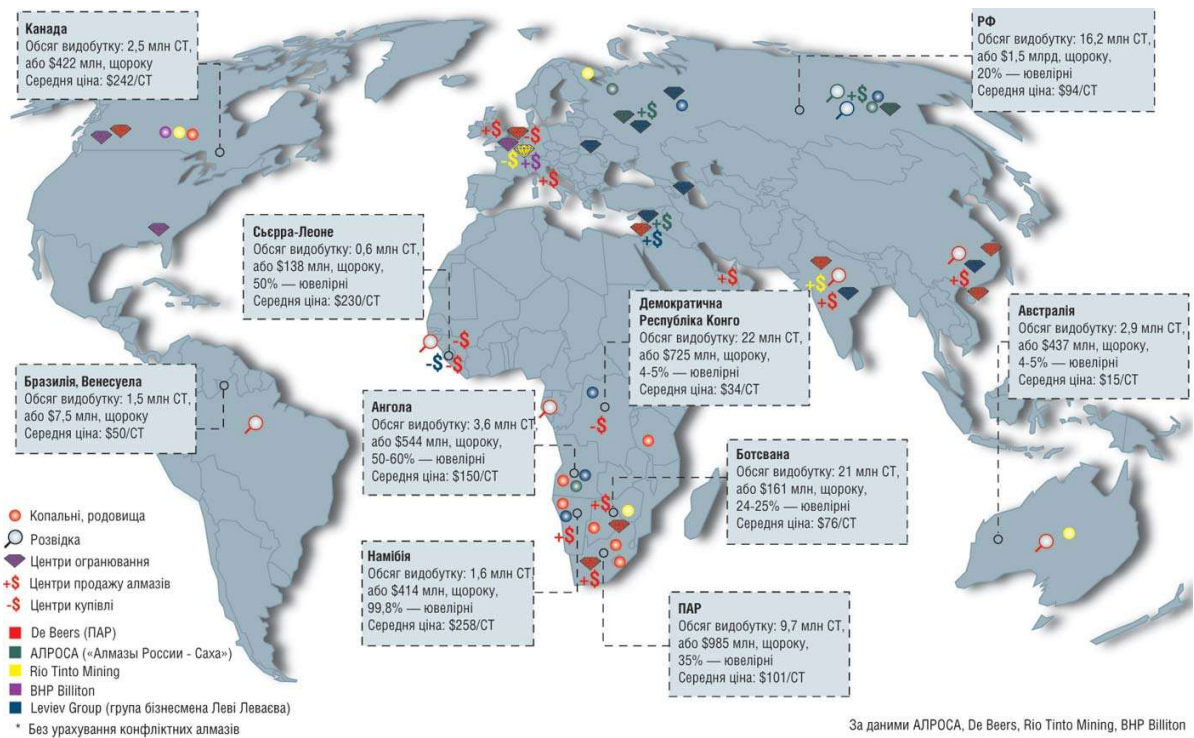 Канада
Обсяг видобутку: 2,5 млн СТ,
або $422 млн, щороку
Середня ціна: $242/СТ
РФ
Обсяг видобутку: 16,2 млн СТ,
або $1,5 млрд, щороку,
20% — ювелірні
Середня ціна: $94/СТ
Сьєрра-Леоне
Обсяг видобутку: 0,6 млн СТ,
або $138 млн, щороку,
50% — ювелірні
Середня ціна: $230/СТ
Демократична
Республіка Конго
Обсяг видобутку: 22 млн СТ,
або $725 млн, щороку,
4-5% — ювелірні
Середня ціна: $34/СТ
Австралія
Обсяг видобутку: 2,9 млн СТ,
або $437 млн, щороку,
4-5% — ювелірні
Середня ціна: $15/СТ
Бразилія, Венесуела
Обсяг видобутку: 1,5 млн СТ,
або $7,5 млн, щороку
Середня ціна: $50/СТ
Ангола
Обсяг видобутку: 3,6 млн СТ,
або $544 млн, щороку,
50-60% — ювелірні
Середня ціна: $150/СТ
Ботсвана
Обсяг видобутку: 21 млн СТ,
або $161 млн, щороку,
24-25% — ювелірні
Середня ціна: $76/СТ
Намібія
Обсяг видобутку: 1,6 млн СТ,
або $414 млн, щороку,
99,8% — ювелірні
Середня ціна: $258/СТ
ПАР
Обсяг видобутку: 9,7 млн СТ,
або $985 млн, щороку,
35% — ювелірні
Середня ціна: $101/СТ
Копальні, родовища
Розвідка
Центри огранювання
+$ Центри продажу алмазів
-$ Центри купівлі
De Beers (ПАР)
АЛРОСА («Алмазы России - Саха»)
Rio Tinto Mining
BHP Billiton
Leviev Group (група бізнесмена Леві Леваєва)
* Без урахування конфліктних алмазів
За даними АЛРОСА, De Beers, Rio Tinto Mining, BHP Billiton